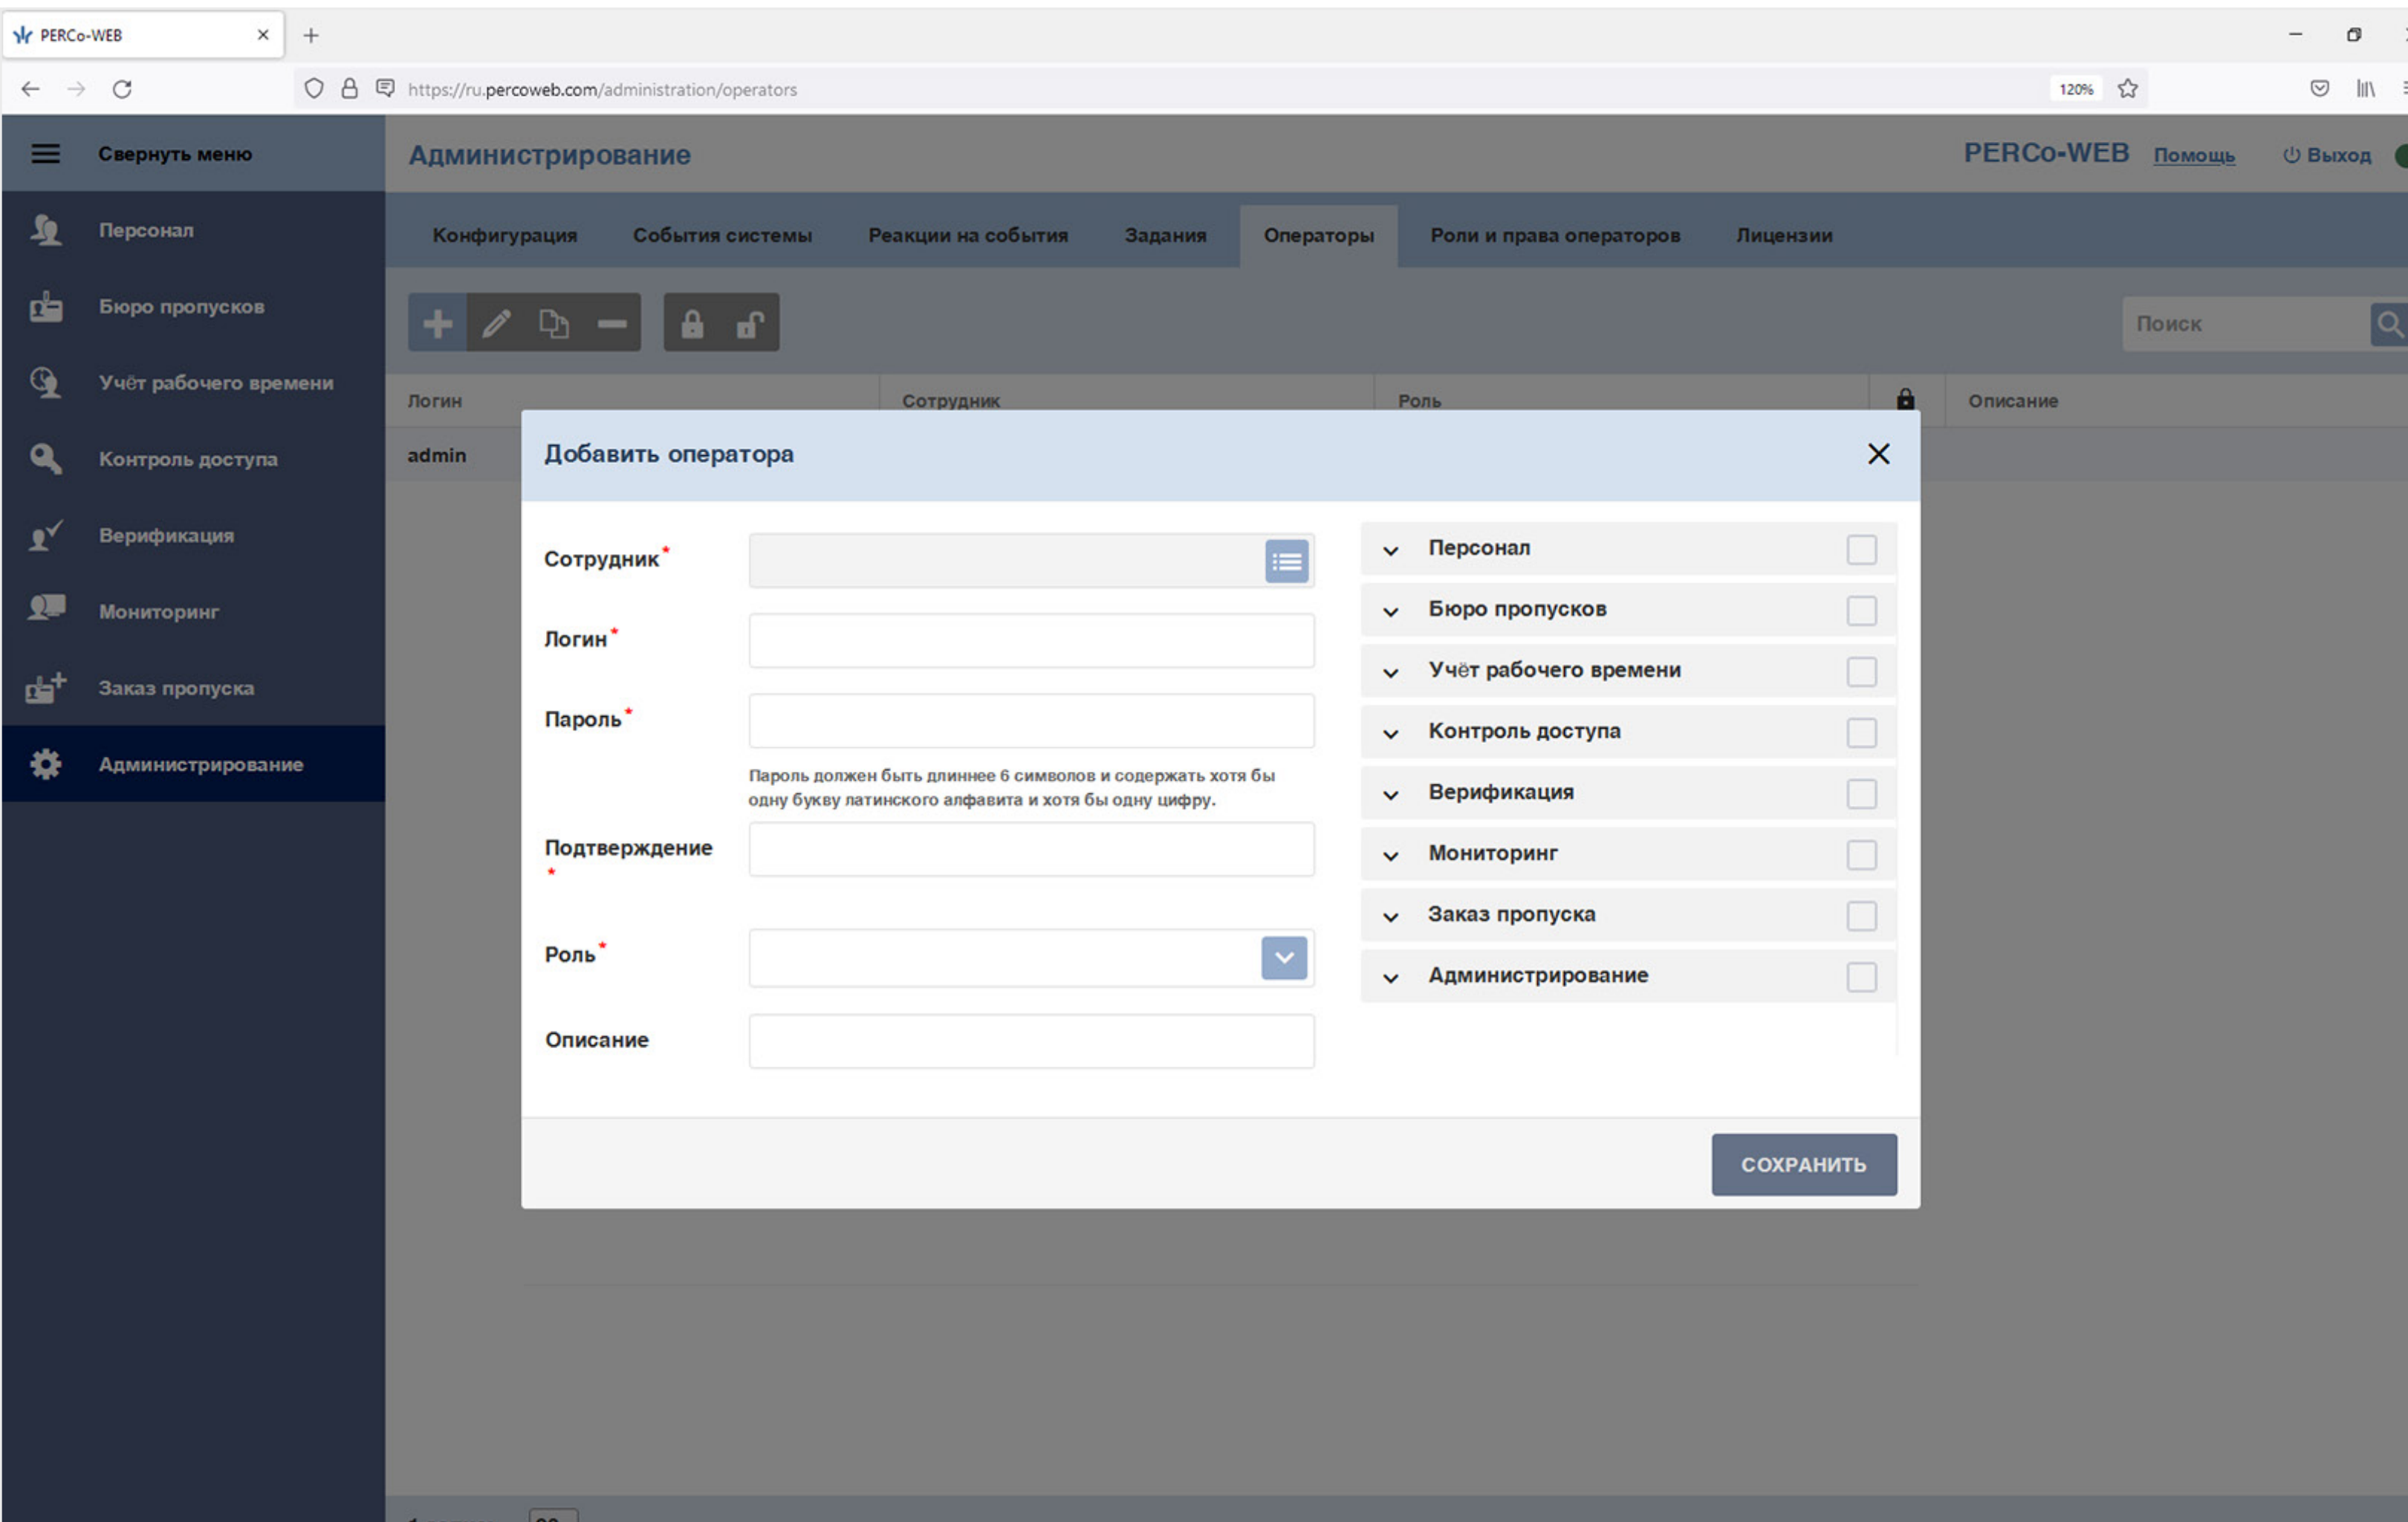 PERCo-WEB
https://ru.percoweb.com/administration/operators
120%
Свернуть меню
Администрирование
PERCo-WEB Помощь Выход
Персонал
Бюро пропусков
Учёт рабочего времени
Контроль доступа
Верификация
Мониторинг
Заказ пропуска
Администрирование
Конфигурация События системы Реакции на события Задания Операторы Роли и права операторов Лицензии
Поиск
Логин Сотрудник Роль Описание
admin
Добавить оператора
Сотрудник*
Логин*
Пароль*
Пароль должен быть длиннее 6 символов и содержать хотя бы
одну букву латинского алфавита и хотя бы одну цифру.
Подтверждение
*
Роль*
Описание
Персонал
Бюро пропусков
Учёт рабочего времени
Контроль доступа
Верификация
Мониторинг
Заказ пропуска
Администрирование
СОХРАНИТЬ